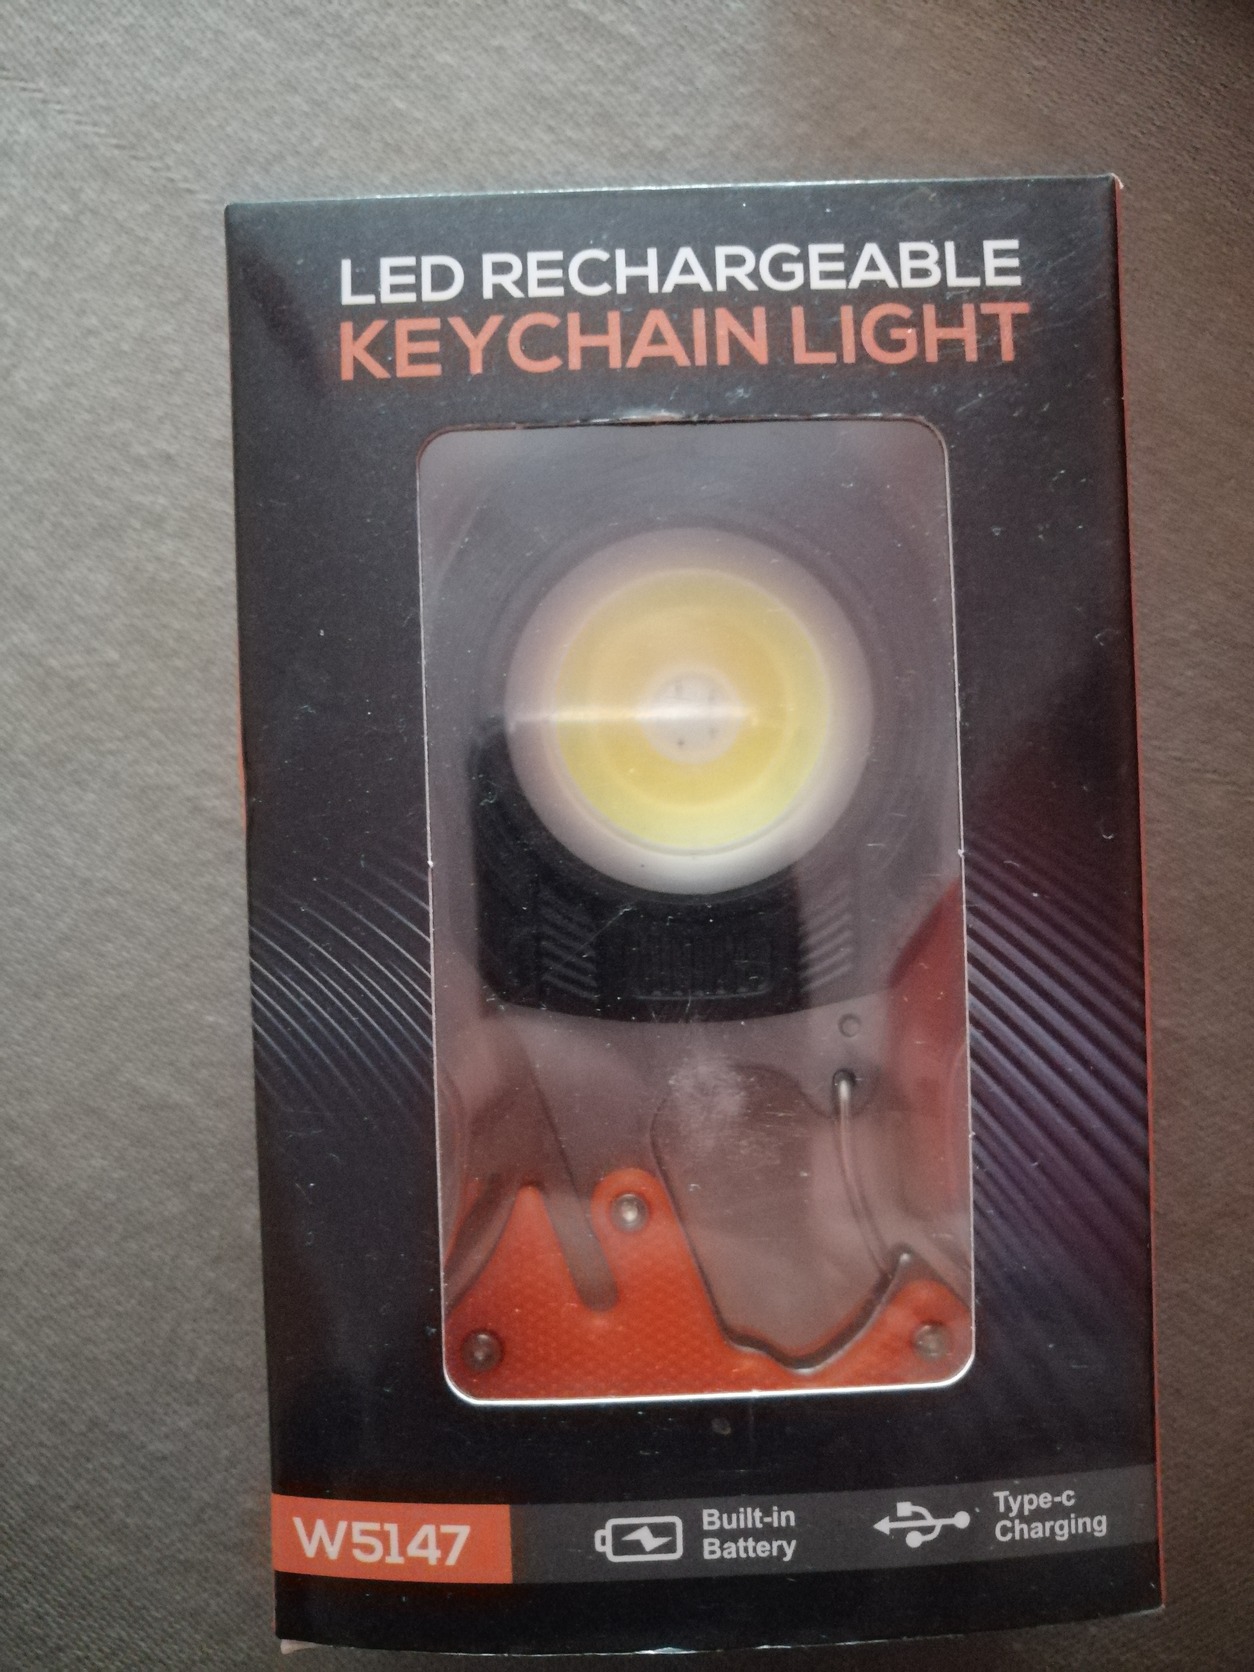 LED RECHARGEABLE
KEYCHAIN LIGHT
W5147
Built-in
Battery
Type-c
Charging